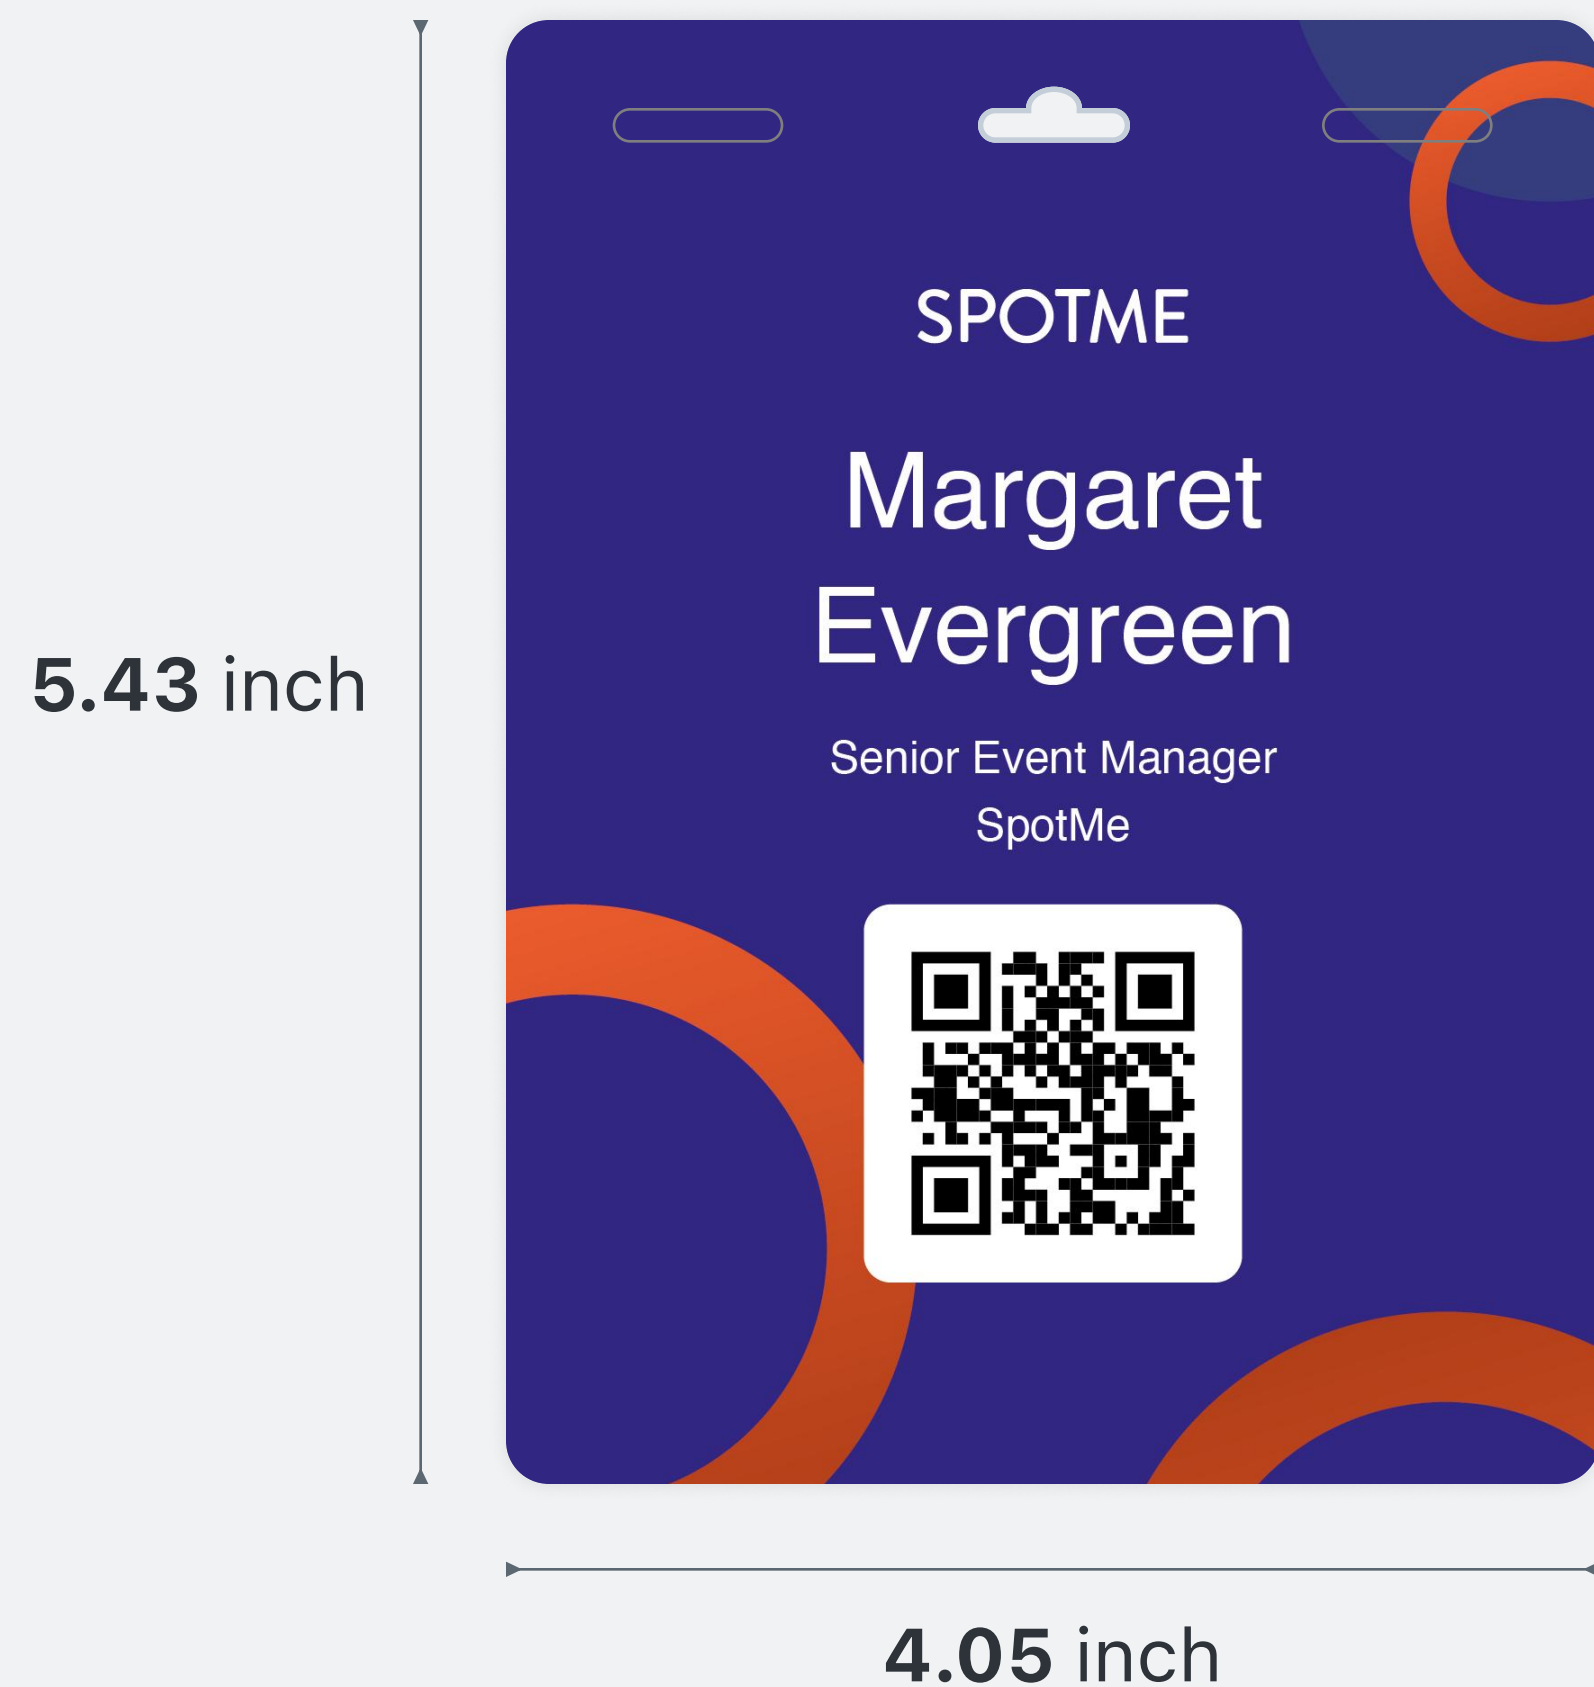 SPOTME
Margaret
Evergreen
5.43 inch
Senior Event Manager
SpotMe
4.05 inch